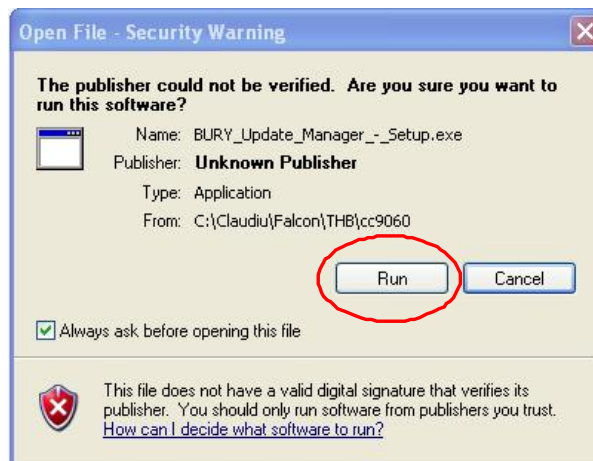 Open File - Security Warning
The publisher could not be verified.  Are you sure you want to
run this software?
Name: BURY_Update_Manager_-_Setup.exe
Publisher: Unknown Publisher
Type: Application
From: C:\Claudiu\Falcon\THB\cc9060
Run Cancel
Always ask before opening this file
This file does not have a valid digital signature that verifies its
publisher.  You should only run software from publishers you trust.
How can I decide what software to run?